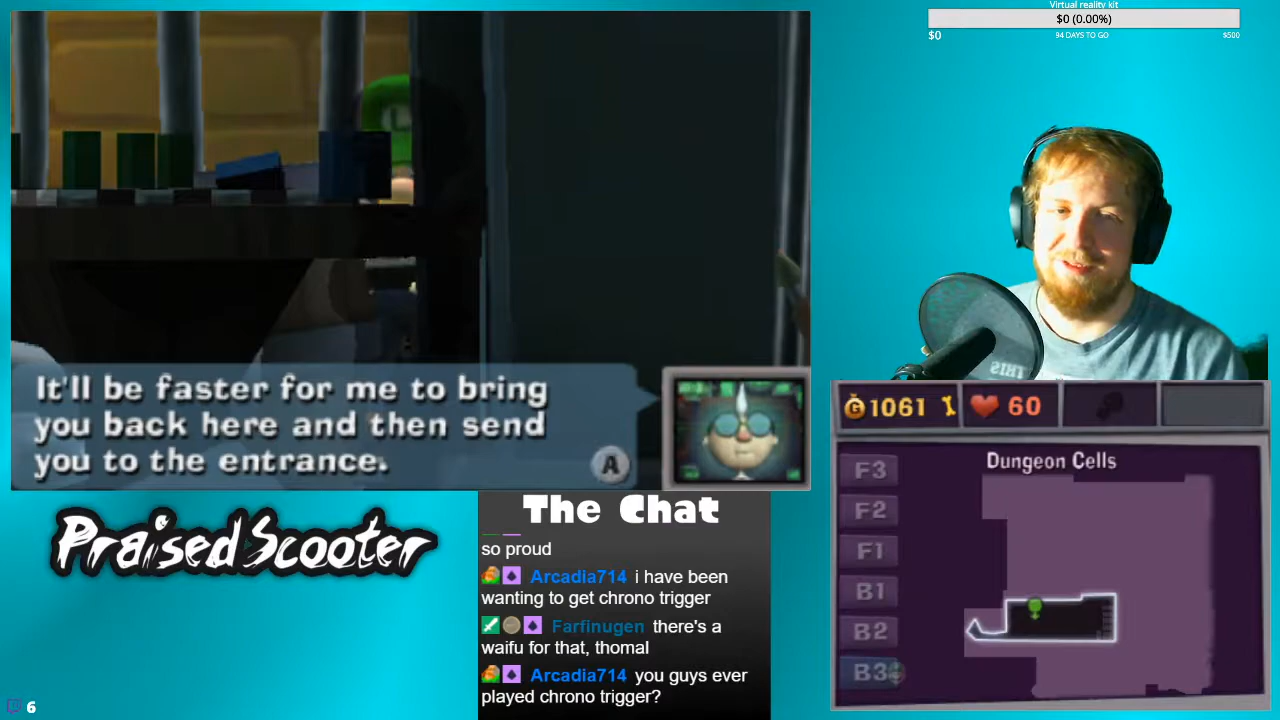 Virtual reality kit
$0 (0.00%)
$0 94 DAYS TO GO $500
L
It'll be faster for me to bring
you back here and then send
you to the entrance.
A
G 1061 60
Dungeon Cells
F3
F2
F1
B1
B2
B3
Praised Scooter
The Chat
so proud
Arcadia714 i have been
wanting to get chrono trigger
Farfinugen there's a
waifu for that, thomal
Arcadia714 you guys ever
played chrono trigger?
6